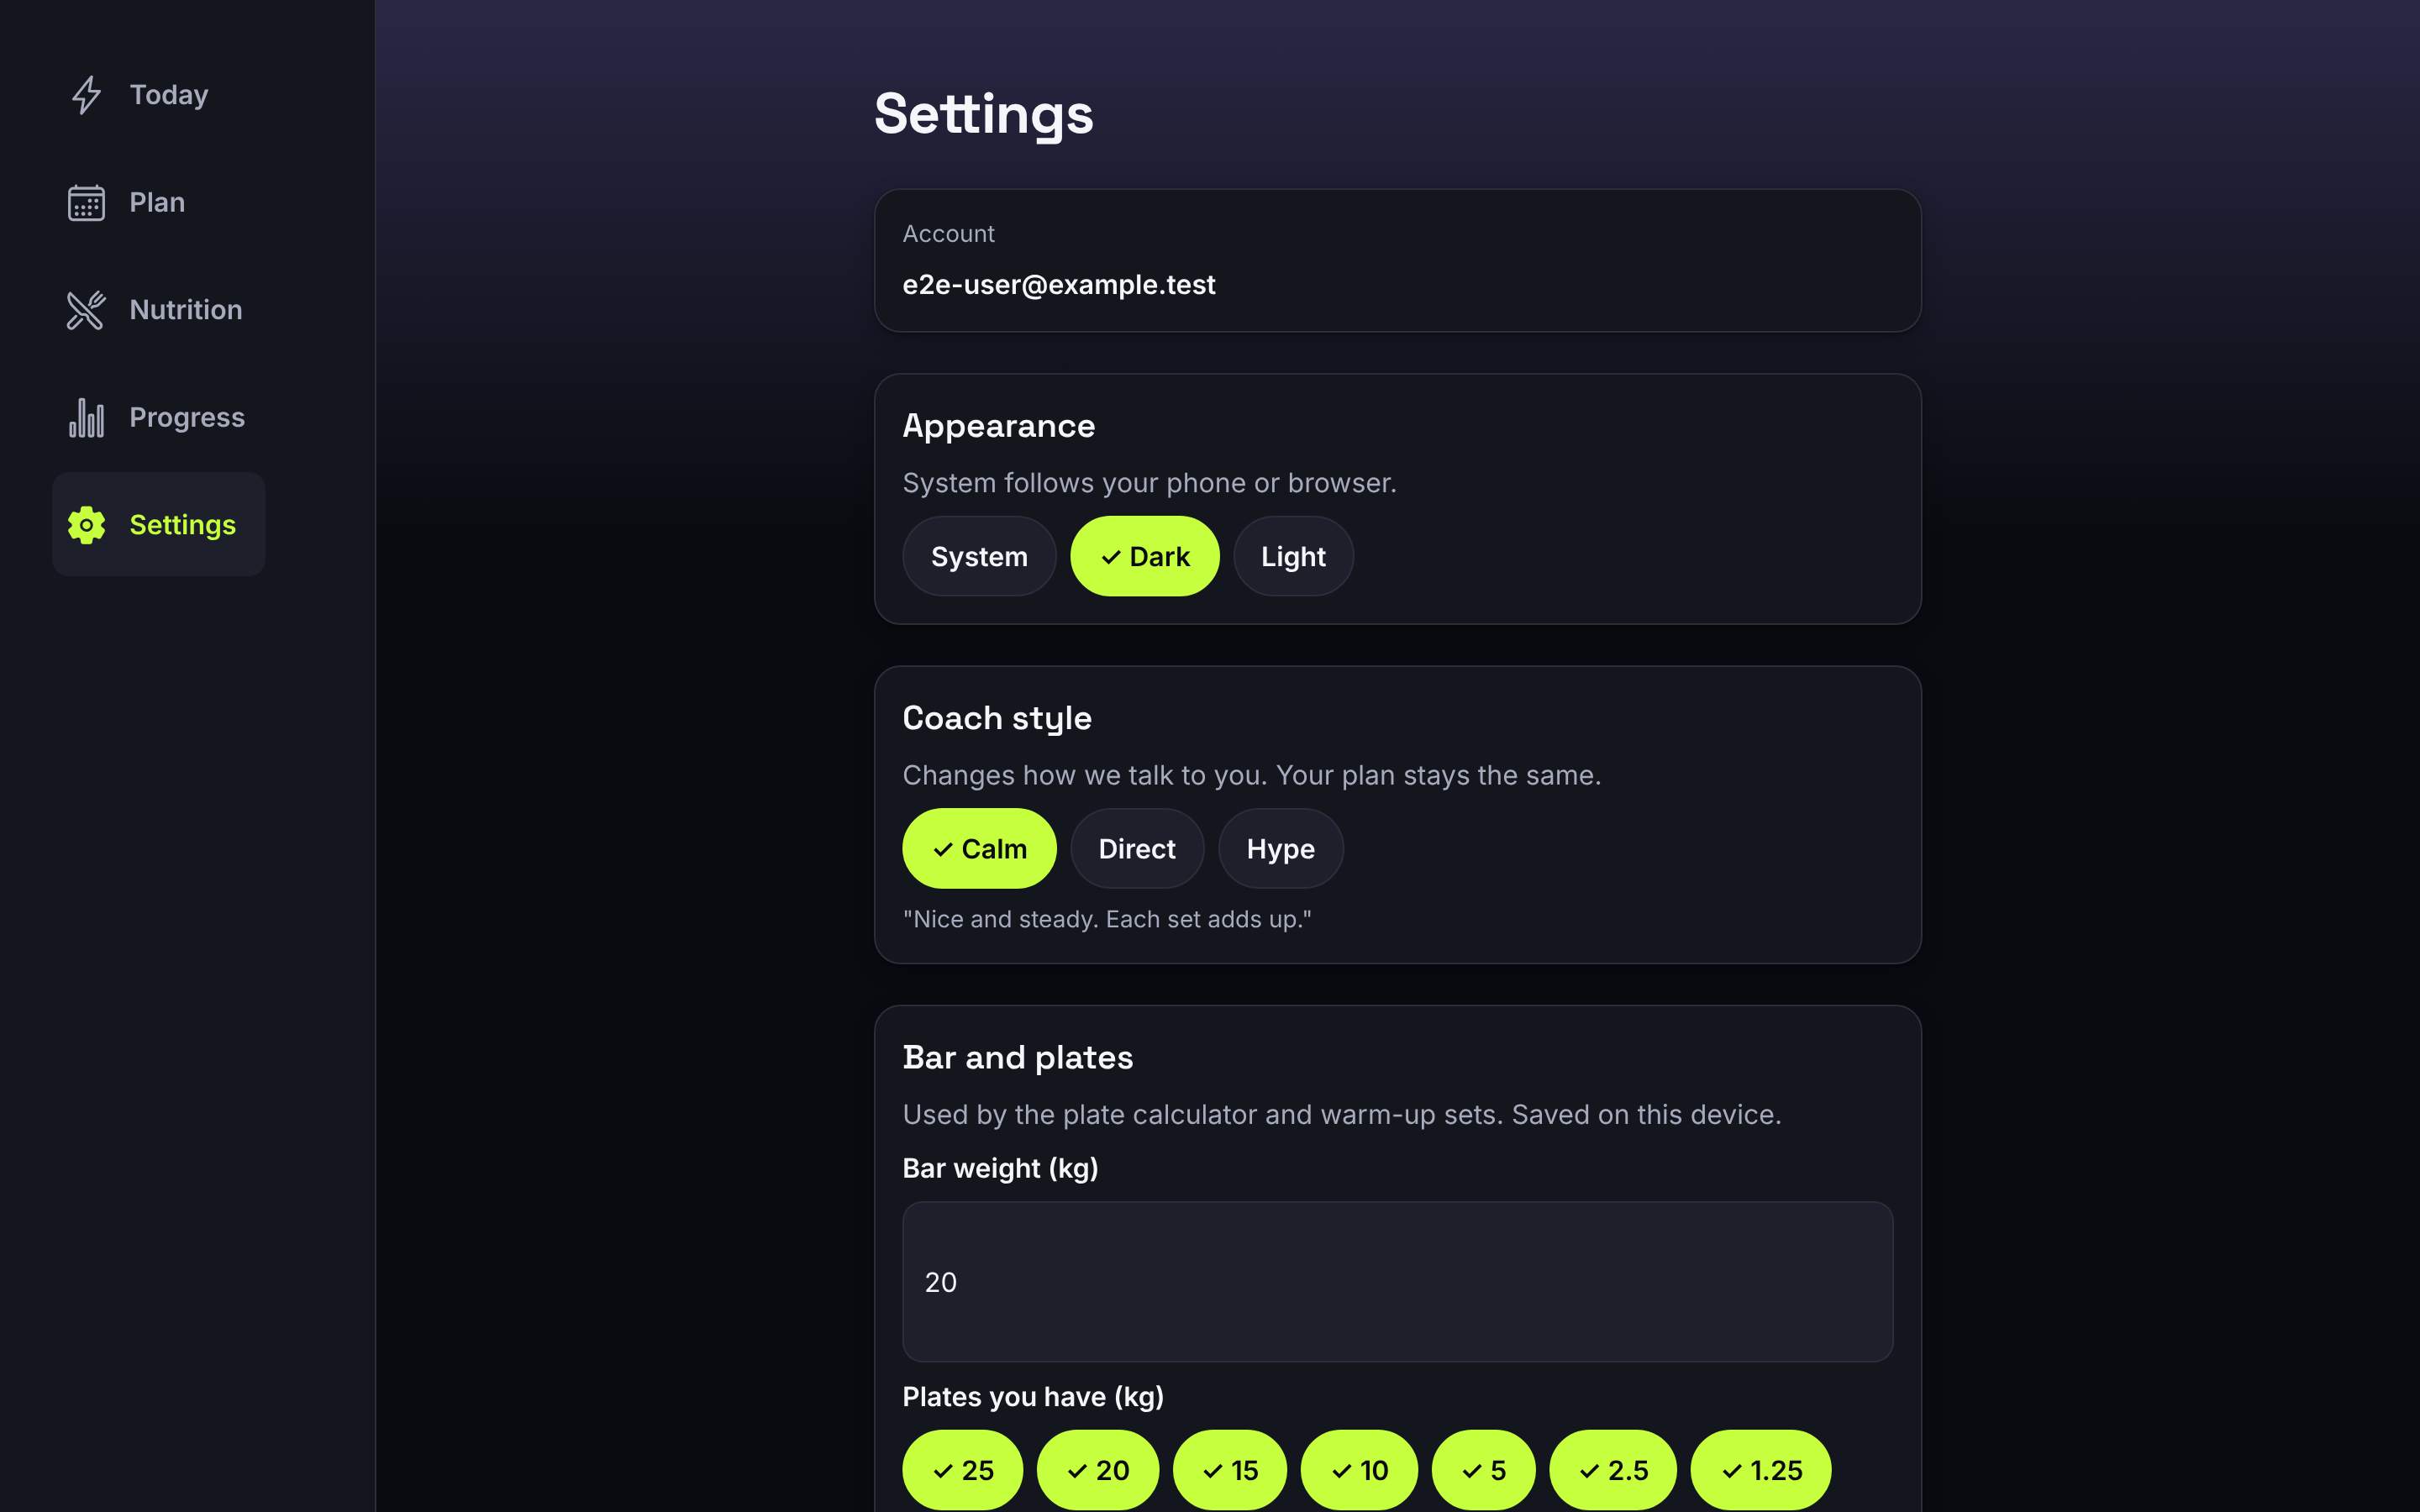 Today
Plan
Nutrition
Progress
Settings
Settings
Account
e2e-user@example.test
Appearance
System follows your phone or browser.
System ✓ Dark Light
Coach style
Changes how we talk to you. Your plan stays the same.
✓ Calm Direct Hype
"Nice and steady. Each set adds up."
Bar and plates
Used by the plate calculator and warm-up sets. Saved on this device.
Bar weight (kg)
20
Plates you have (kg)
✓ 25 ✓ 20 ✓ 15 ✓ 10 ✓ 5 ✓ 2.5 ✓ 1.25